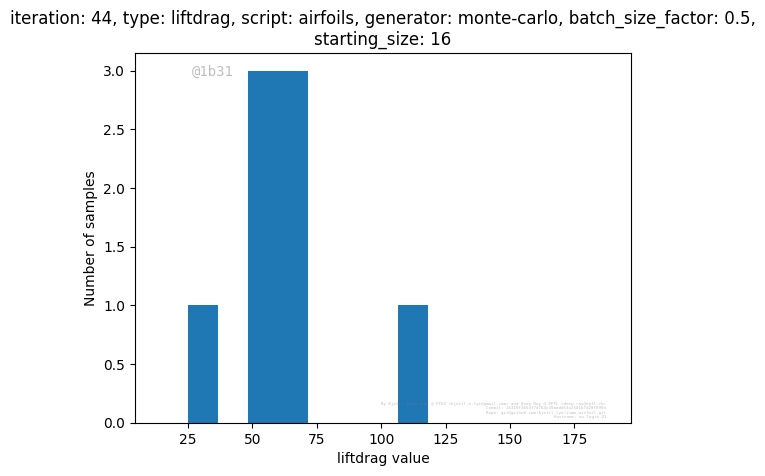 iteration: 44, type: liftdrag, script: airfoils, generator: monte-carlo, batch_size_factor: 0.5,
starting_size: 16
@1b31
3.0
2.5
2.0
1.5
1.0
0.5
0.0
Number of samples
25
50
75
100
125
150
175
liftdrag value